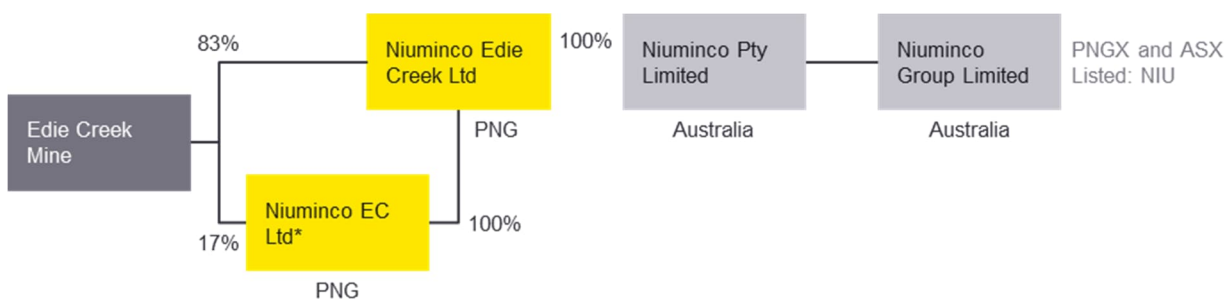 83%
Niuminco Edie
Creek Ltd
100%
Niuminco Pty
Limited
Niuminco
Group Limited
PNGX and ASX
Listed: NIU
Edie Creek
Mine
PNG
Australia
Australia
Niuminco EC
Ltd*
17%
100%
PNG